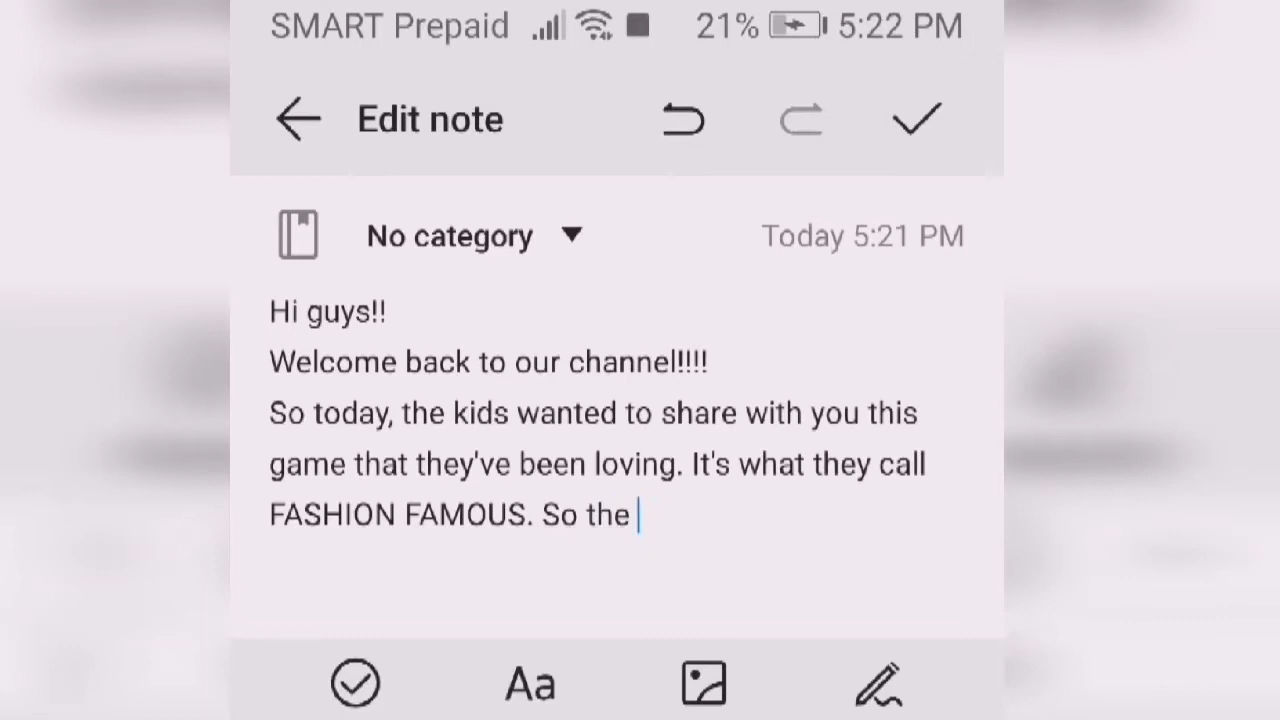 SMART Prepaid 21% 5:22 PM
Edit note
No category Today 5:21 PM
Hi guys!!
Welcome back to our channel!!!!
So today, the kids wanted to share with you this
game that they've been loving. It's what they call
FASHION FAMOUS. So the
Aa